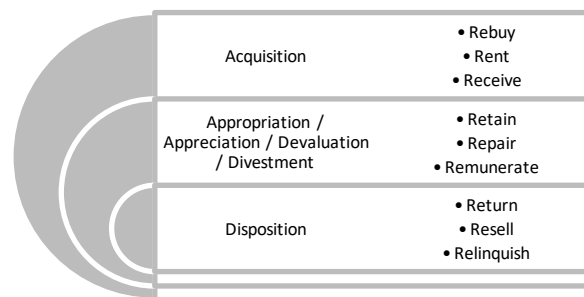 Acquisition
• Rebuy
• Rent
• Receive
Appropriation /
Appreciation / Devaluation
/ Divestment
• Retain
• Repair
• Remunerate
Disposition
• Return
• Resell
• Relinquish